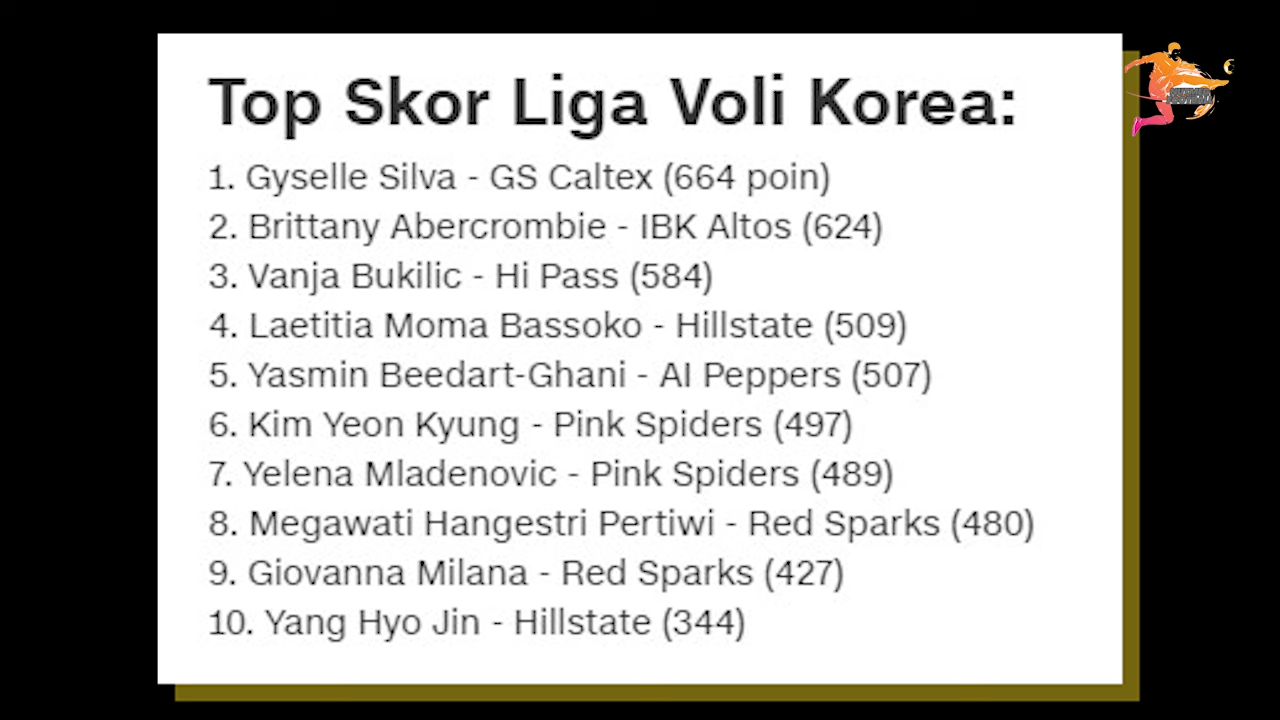 Top Skor Liga Voli Korea:
1. Gyselle Silva - GS Caltex (664 poin)
2. Brittany Abercrombie - IBK Altos (624)
3. Vanja Bukilic - Hi Pass (584)
4. Laetitia Moma Bassoko - Hillstate (509)
5. Yasmin Beedart-Ghani - AI Peppers (507)
6. Kim Yeon Kyung - Pink Spiders (497)
7. Yelena Mladenovic - Pink Spiders (489)
8. Megawati Hangestri Pertiwi - Red Sparks (480)
9. Giovanna Milana - Red Sparks (427)
10. Yang Hyo Jin - Hillstate (344)